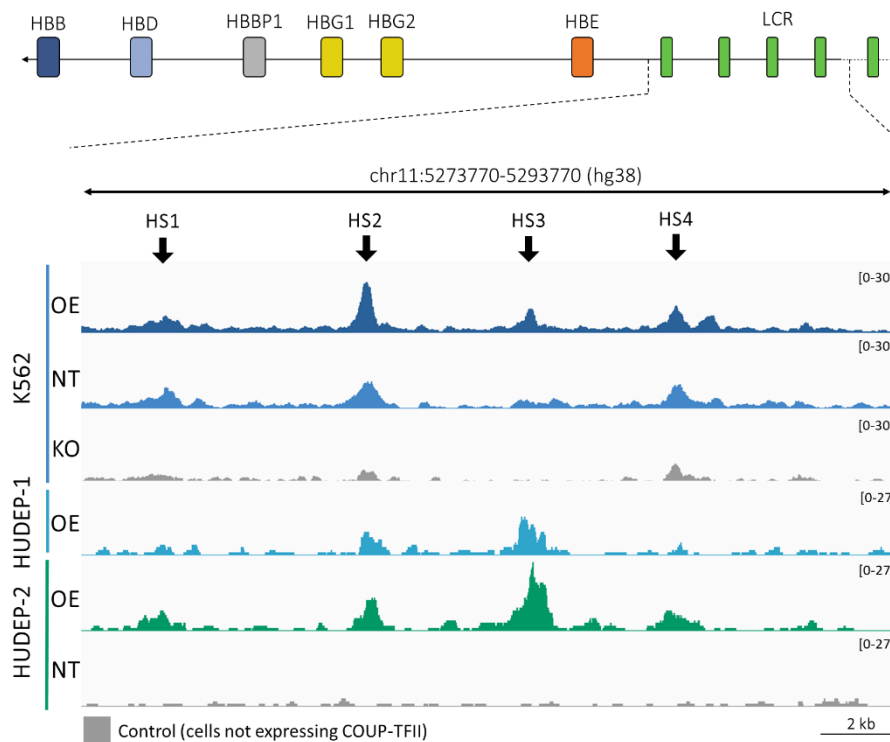 HBB HBD HBBP1 HBG1 HBG2 HBE LCR
chr11:5273770-5293770 (hg38)
HS1 HS2 HS3 HS4
K562
OE [0-30
NT [0-30
KO [0-30
HUDEP-1
OE [0-27
HUDEP-2
OE [0-27
NT [0-27
Control (cells not expressing COUP-TFII)
2 kb